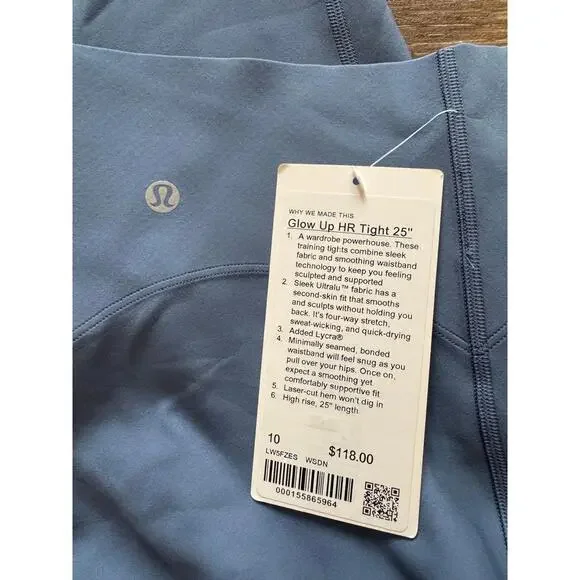 WHY WE MADE THIS
Glow Up HR Tight 25"
1. A wardrobe powerhouse. These
training tights combine sleek
fabric and smoothing waistband
technology to keep you feeling
sculpted and supported
2. Sleek Ultralu™ fabric has a
second-skin fit that smooths
and sculpts without holding you
back. It's four-way stretch,
sweat-wicking, and quick-drying
3. Added Lycra®
4. Minimally seamed, bonded
waistband will feel snug as you
pull over your hips. Once on,
expect a smoothing yet
comfortably supportive fit
5. Laser-cut hem won't dig in
6. High rise, 25" length.
10 $118.00
LW5FZES WSDN
000155865964